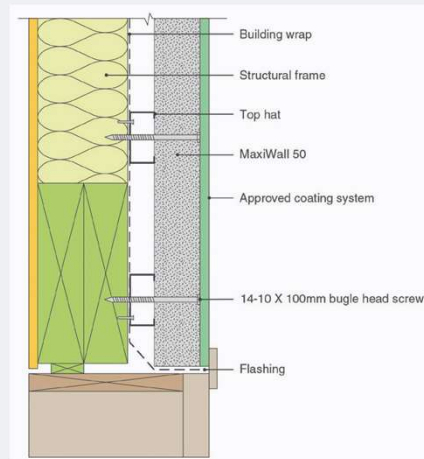 Building wrap
Structural frame
Top hat
MaxiWall 50
Approved coating system
14-10 X 100mm bugle head screw
Flashing